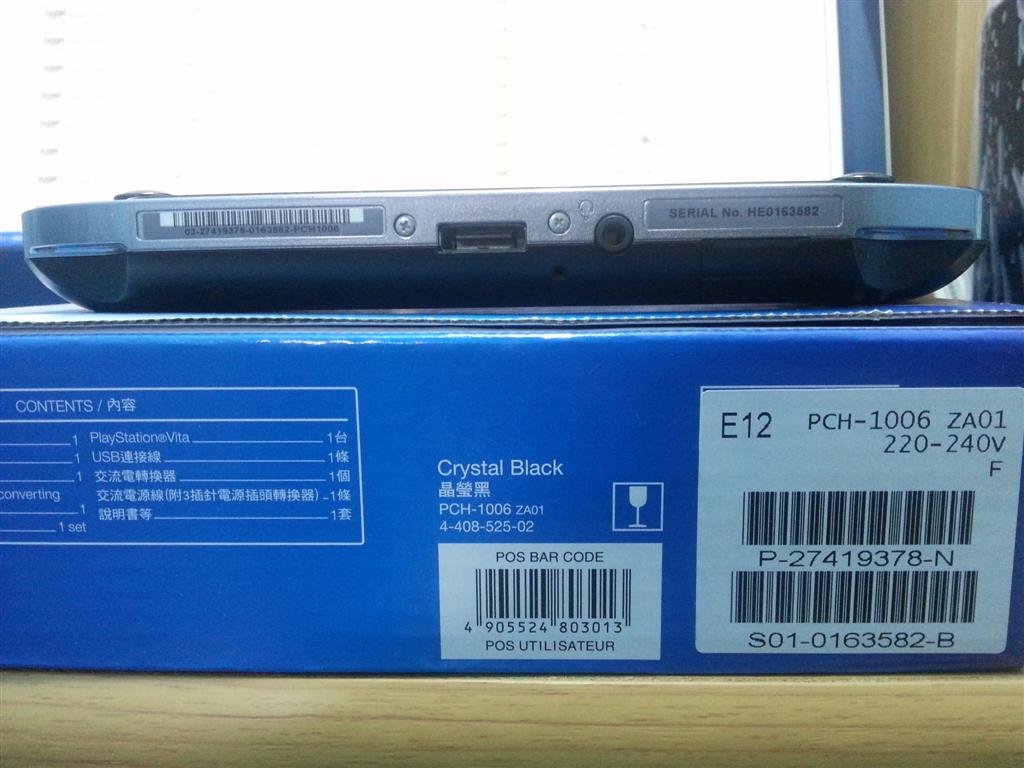 03-27419378-0163582-PCH1006
SERIAL No. HE0163582
CONTENTS / 內容
1 PlayStation®Vita 1台
1 USB連接線 1條
1 交流電轉換器 1個
converting 交流電源線(附3插針電源插頭轉換器) 1條
1 說明書等 1套
1 set
Crystal Black
晶瑩黑
PCH-1006 ZA01
4-408-525-02
POS BAR CODE
4 905524 803013
POS UTILISATEUR
E12 PCH-1006 ZA01
220-240V
F
P-27419378-N
S01-0163582-B